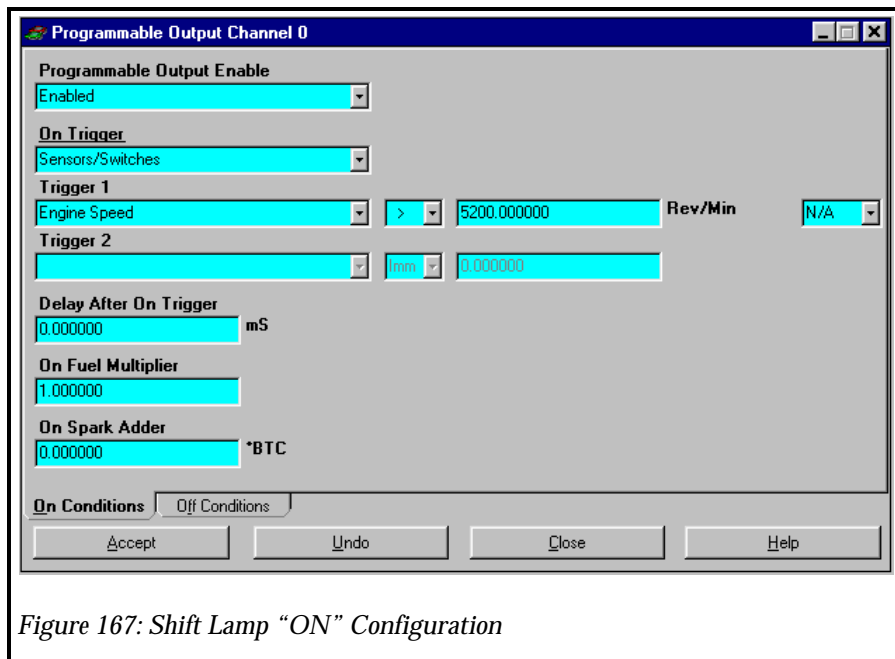 Programmable Output Channel 0
Programmable Output Enable
Enabled
On Trigger
Sensors/Switches
Trigger 1
Engine Speed > 5200.000000 Rev/Min N/A
Trigger 2
Imm 0.000000
Delay After On Trigger
0.000000 mS
On Fuel Multiplier
1.000000
On Spark Adder
0.000000 °BTC
On Conditions Off Conditions
Accept Undo Close Help
Figure 167: Shift Lamp “ON” Configuration